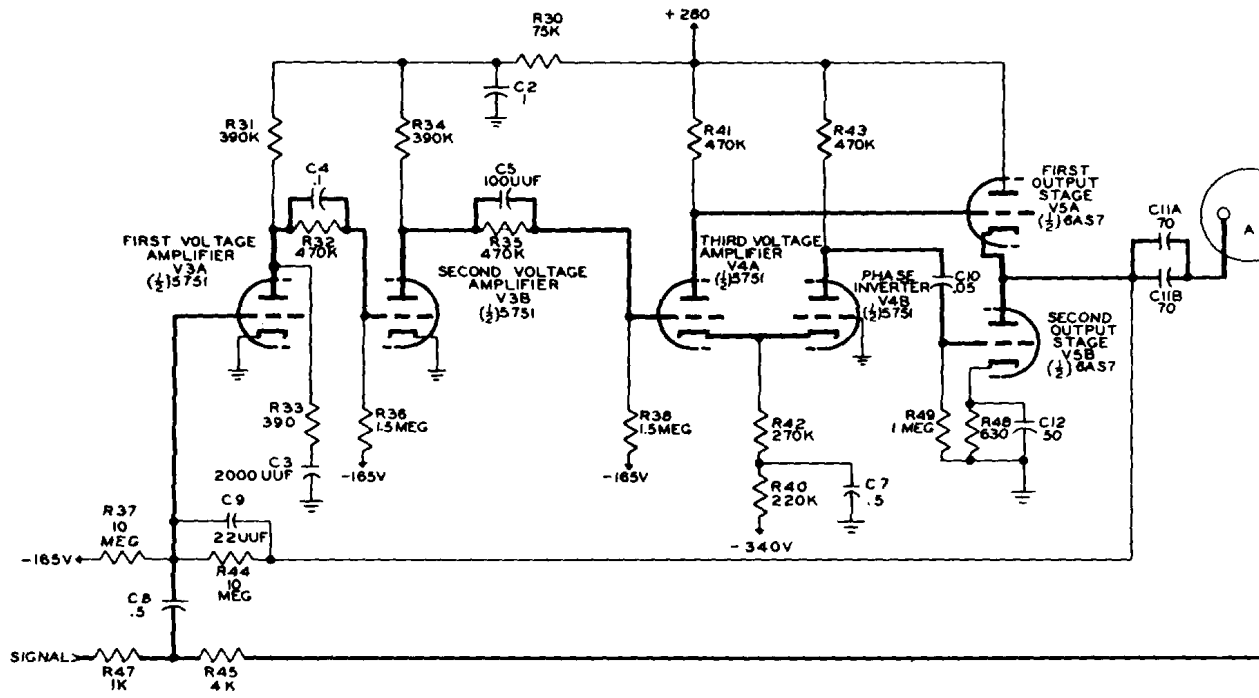 R30
75K
+280
C2
.1
R31
390K
R34
390K
R41
470K
R43
470K
C4
.1
R32
470K
C5
100UUF
R35
470K
FIRST VOLTAGE
AMPLIFIER
V3A
(½)5751
SECOND VOLTAGE
AMPLIFIER
V3B
(½)5751
THIRD VOLTAGE
AMPLIFIER
V4A
(½)5751
PHASE
INVERTER
V4B
(½)5751
C10
.05
FIRST
OUTPUT
STAGE
V5A
(½)6AS7
SECOND
OUTPUT
STAGE
V5B
(½)6AS7
C11A
70
C11B
70
A
R33
390
C3
2000UUF
R36
1.5MEG
-165V
R38
1.5MEG
-165V
R42
270K
R40
220K
C7
.5
-340V
R49
1 MEG
R48
630
C12
50
R37
10
MEG
-165V
C9
22UUF
R44
10
MEG
C8
.5
SIGNAL
R47
1K
R45
4K